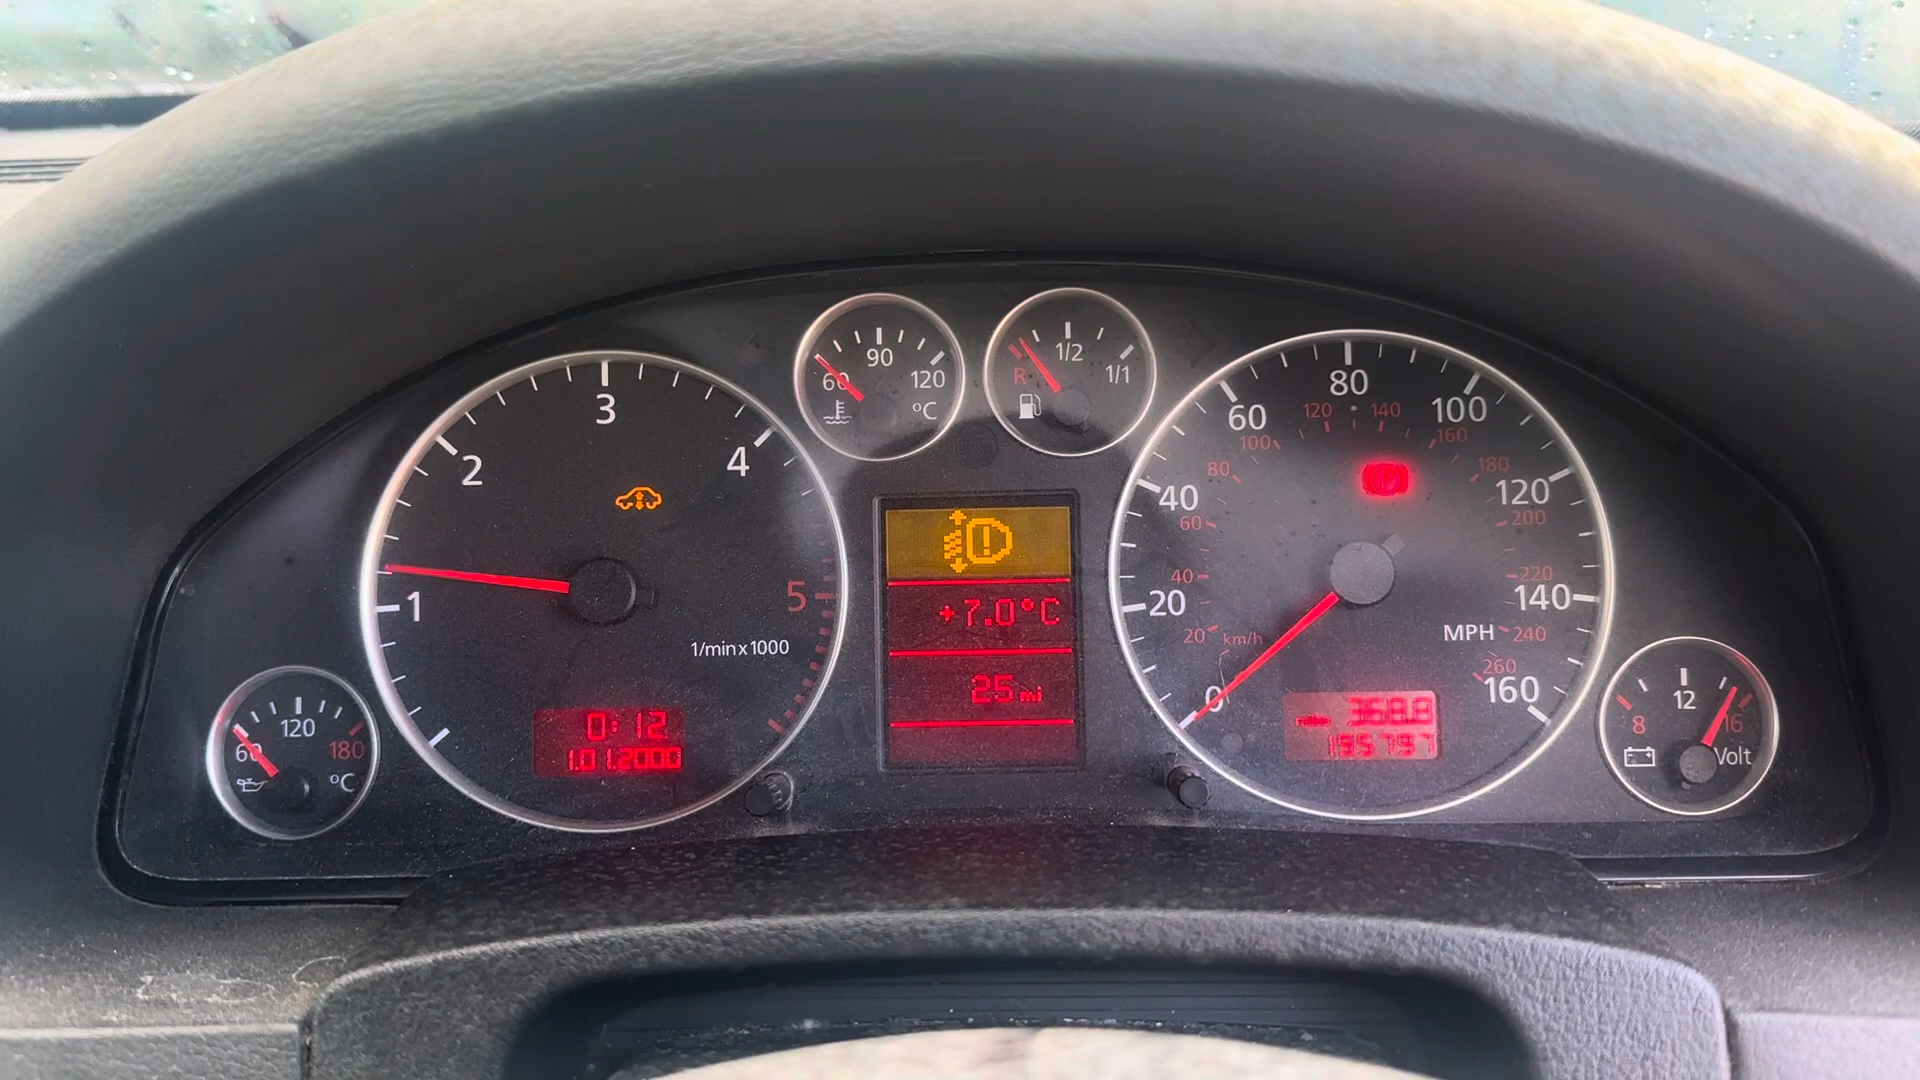 1 2 3 4 5
1/min x 1000
0:12
1.01.2000
60 120 180
°C
60 90 120
°C
R 1/2 1/1
+7.0°C
25 mi
0 20 40 60 80 100 120 140 160
20 40 60 80 100 120 140 160 180 200 220 240 260
km/h
MPH
368.8
195797
8 12 16
Volt